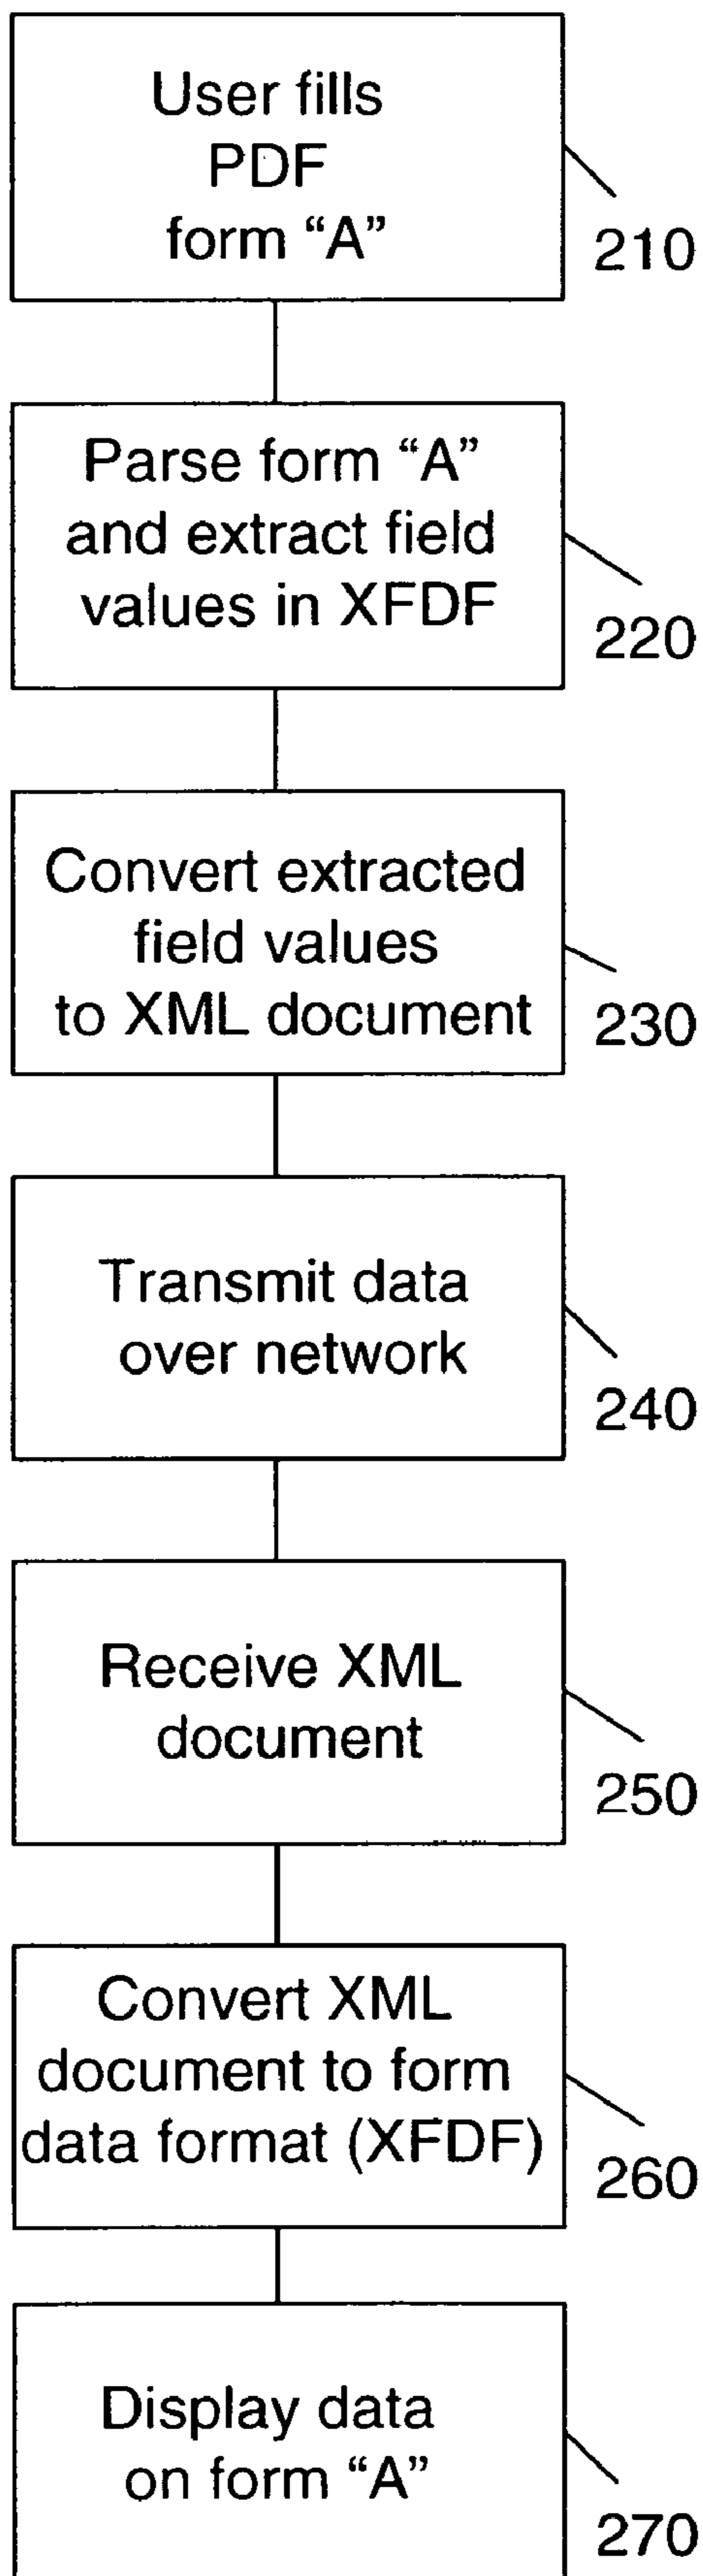 User fills
PDF
form “A”
210
Parse form “A”
and extract field
values in XFDF
220
Convert extracted
field values
to XML document
230
Transmit data
over network
240
Receive XML
document
250
Convert XML
document to form
data format (XFDF)
260
Display data
on form “A”
270